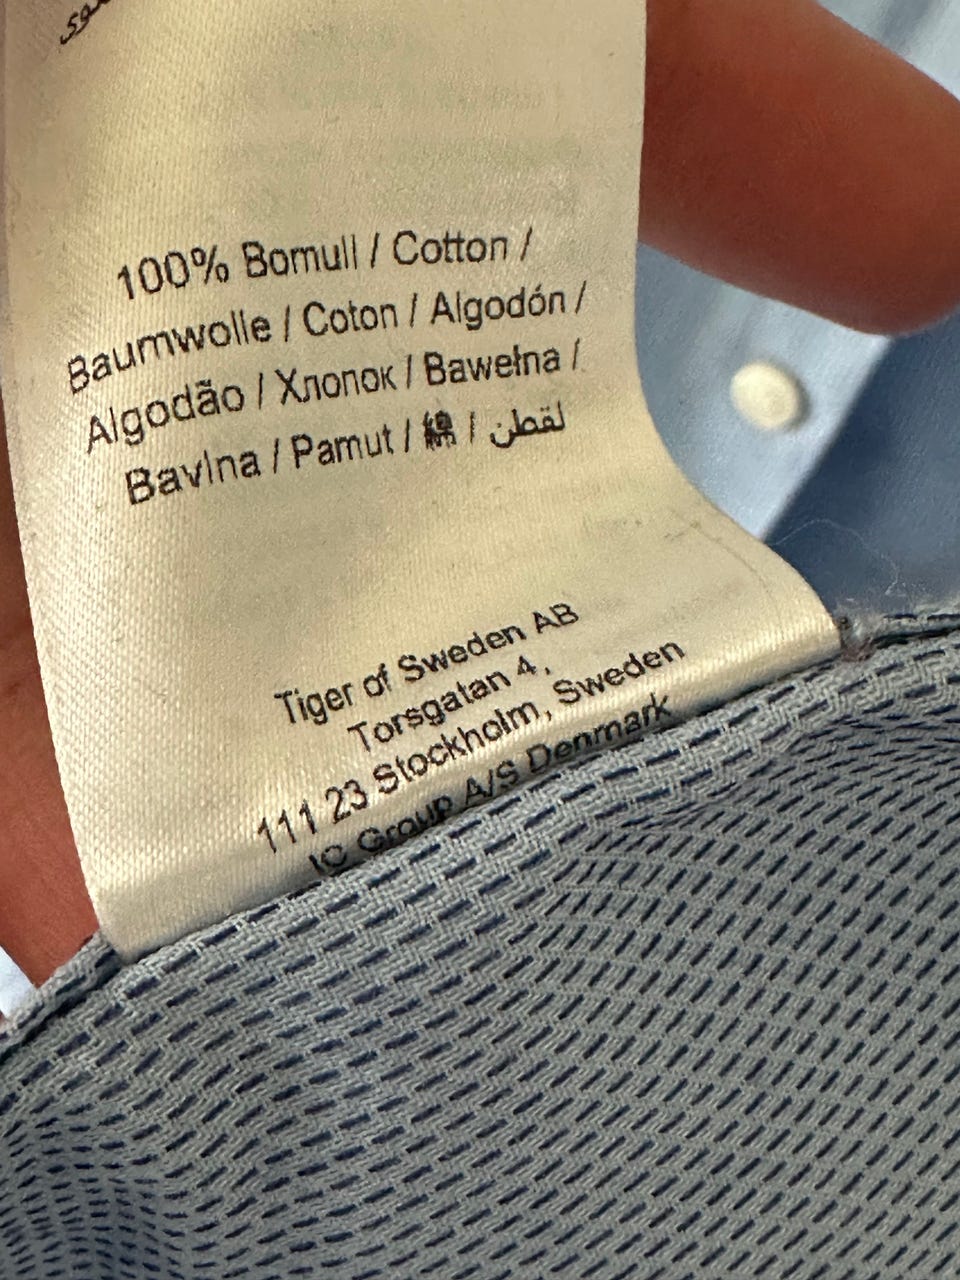 100% Bomull / Cotton /
Baumwolle / Coton / Algodón /
Algodão / Хлопок / Bawełna /
Bavlna / Pamut / 綿 / لقطن
Tiger of Sweden AB
Torsgatan 4,
111 23 Stockholm, Sweden
IC Group A/S Denmark